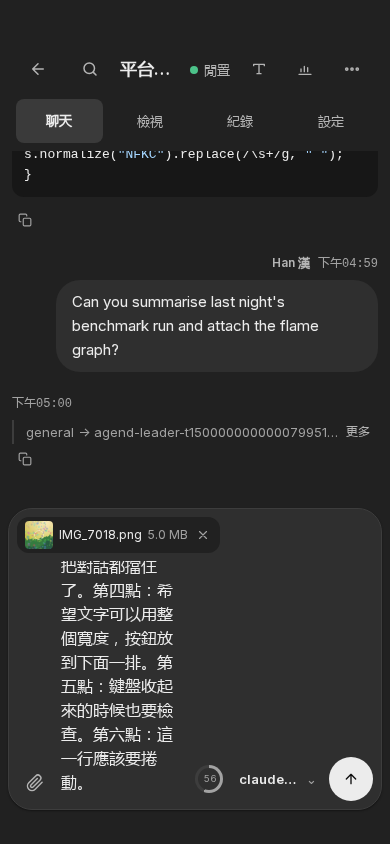 平台… 閒置
聊天 檢視 紀錄 設定
s.normalize("NFKC").replace(/\s+/g, " ");
}
Han 漢 下午04:59
Can you summarise last night's
benchmark run and attach the flame
graph?
下午05:00
general → agend-leader-t150000000000079951… 更多
IMG_7018.png 5.0 MB ×
把對話都擋住
了。第四點：希
望文字可以用整
個寬度，按鈕放
到下面一排。第
五點：鍵盤收起
來的時候也要檢
查。第六點：這
一行應該要捲
動。
56 claude…